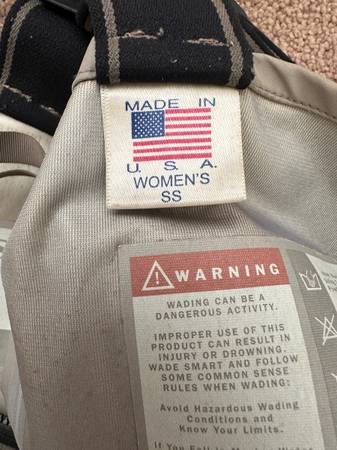 MADE IN
U. S. A.
WOMEN'S
SS
WARNING
WADING CAN BE A
DANGEROUS ACTIVITY.
IMPROPER USE OF THIS
PRODUCT CAN RESULT IN
INJURY OR DROWNING.
WADE SMART AND FOLLOW
SOME COMMON SENSE
RULES WHEN WADING:
Avoid Hazardous Wading
Conditions and
Know Your Limits.